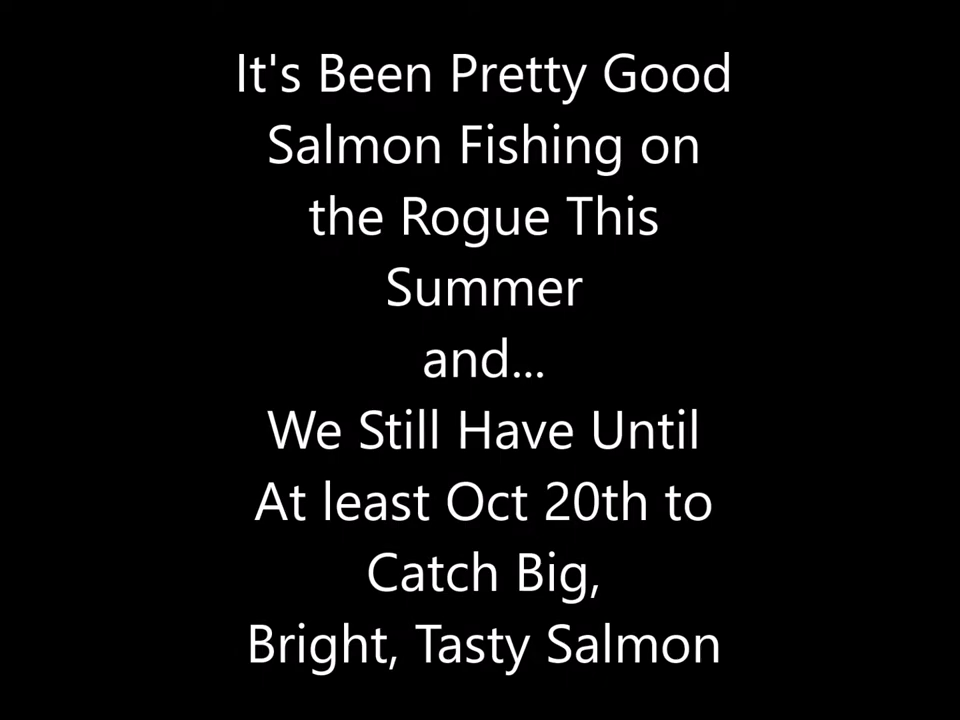 It's Been Pretty Good
Salmon Fishing on
the Rogue This
Summer
and...
We Still Have Until
At least Oct 20th to
Catch Big,
Bright, Tasty Salmon